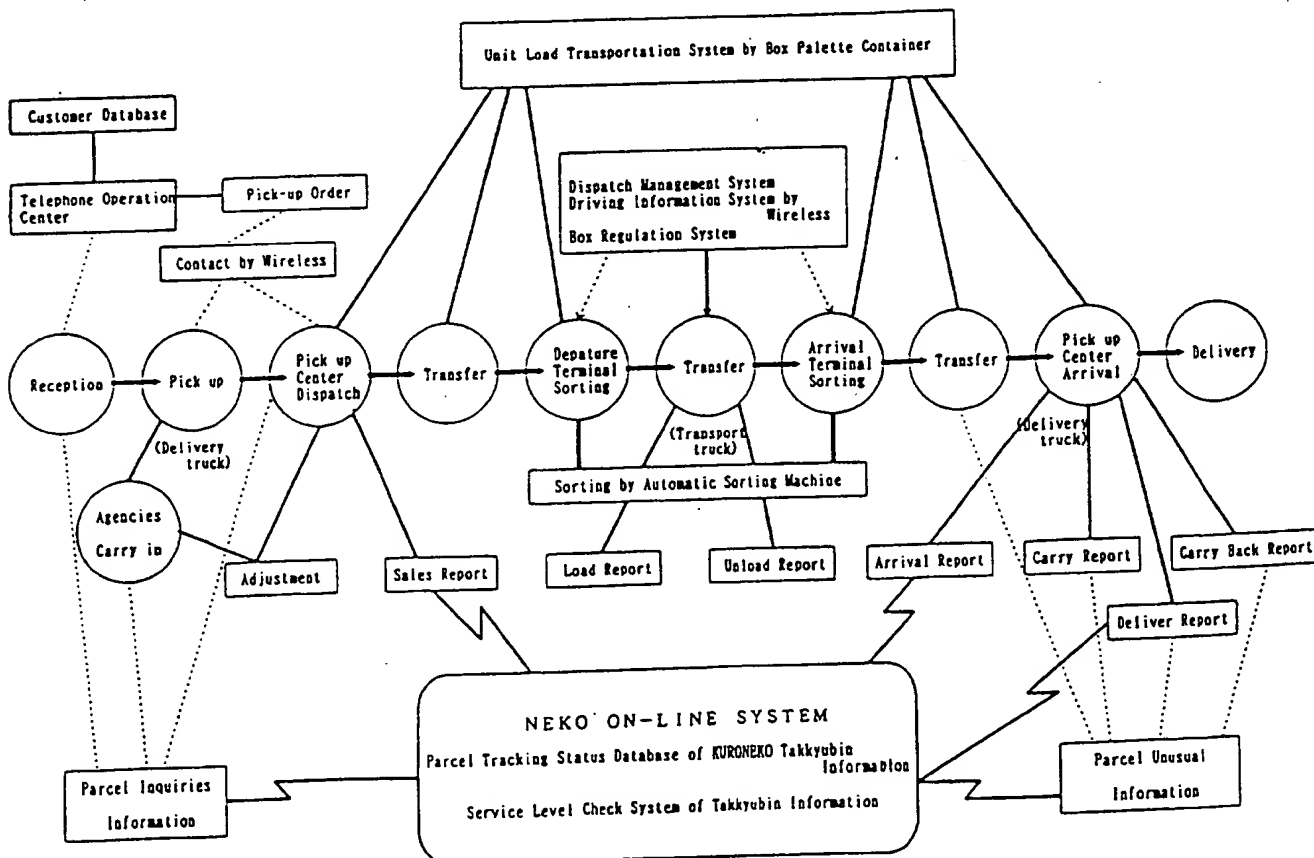 Unit Load Transportation System by Box Palette Container
Customer Database
Telephone Operation
Center
Pick-up Order
Dispatch Management System
Driving Information System by
Wireless
Box Regulation System
Contact by Wireless
Reception
Pick up
Pick up
Center
Dispatch
Transfer
Depature
Terminal
Sorting
Transfer
Arrival
Terminal
Sorting
Transfer
Pick up
Center
Arrival
Delivery
(Delivery
truck)
(Transport
truck)
(Delivery
truck)
Agencies
Carry in
Sorting by Automatic Sorting Machine
Adjustment
Sales Report
Load Report
Unload Report
Arrival Report
Carry Report
Carry Back Report
Deliver Report
NEKO ON-LINE SYSTEM
Parcel Tracking Status Database of KURONEKO Takkyubin
Information
Service Level Check System of Takkyubin Information
Parcel Inquiries
Information
Parcel Unusual
Information